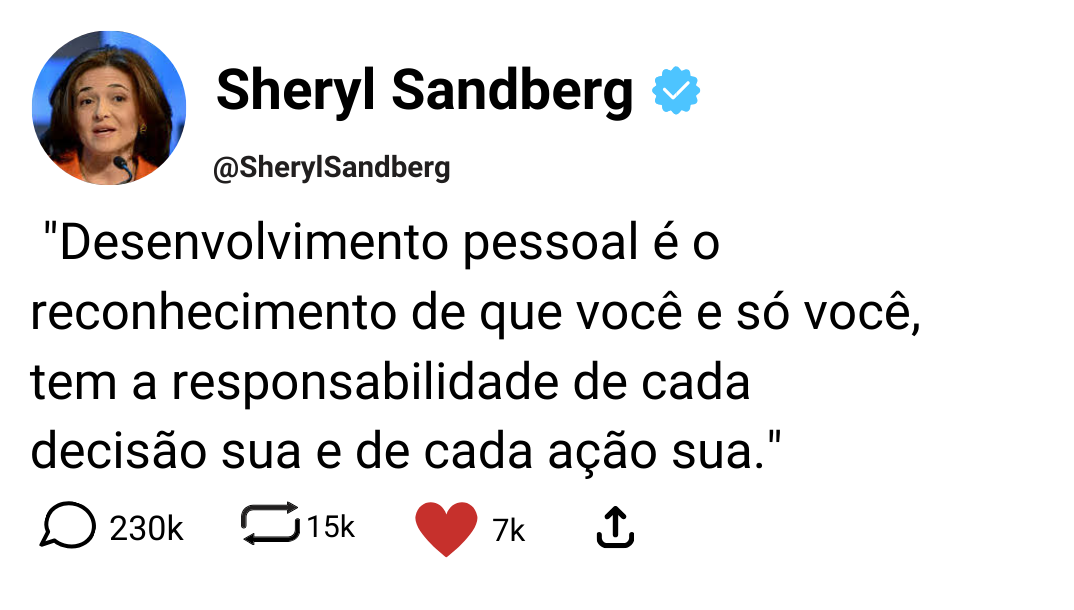 Sheryl Sandberg
@SherylSandberg
"Desenvolvimento pessoal é o
reconhecimento de que você e só você,
tem a responsabilidade de cada
decisão sua e de cada ação sua."
230k 15k 7k